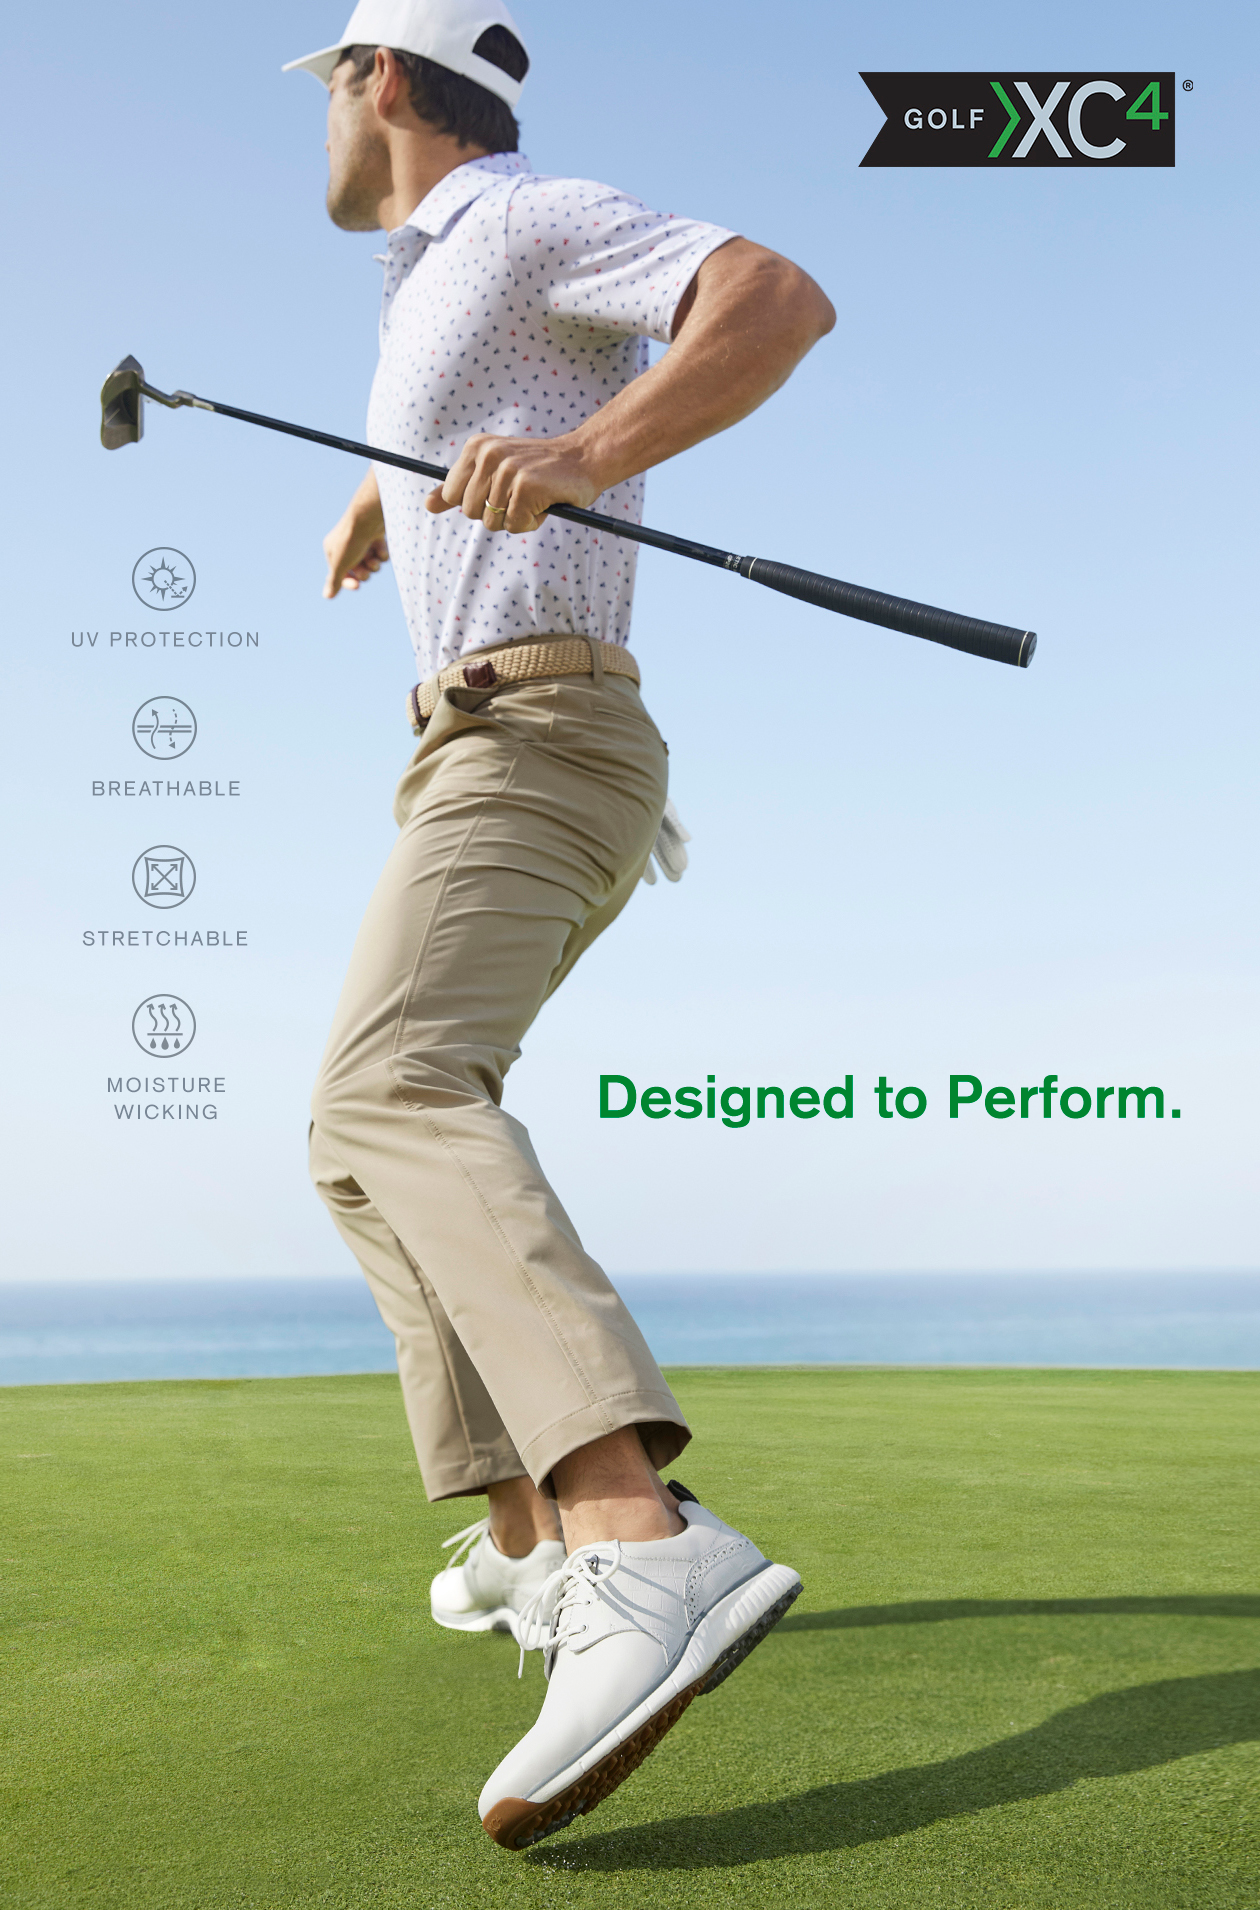 GOLF XC4®
UV PROTECTION
BREATHABLE
STRETCHABLE
MOISTURE
WICKING
Designed to Perform.